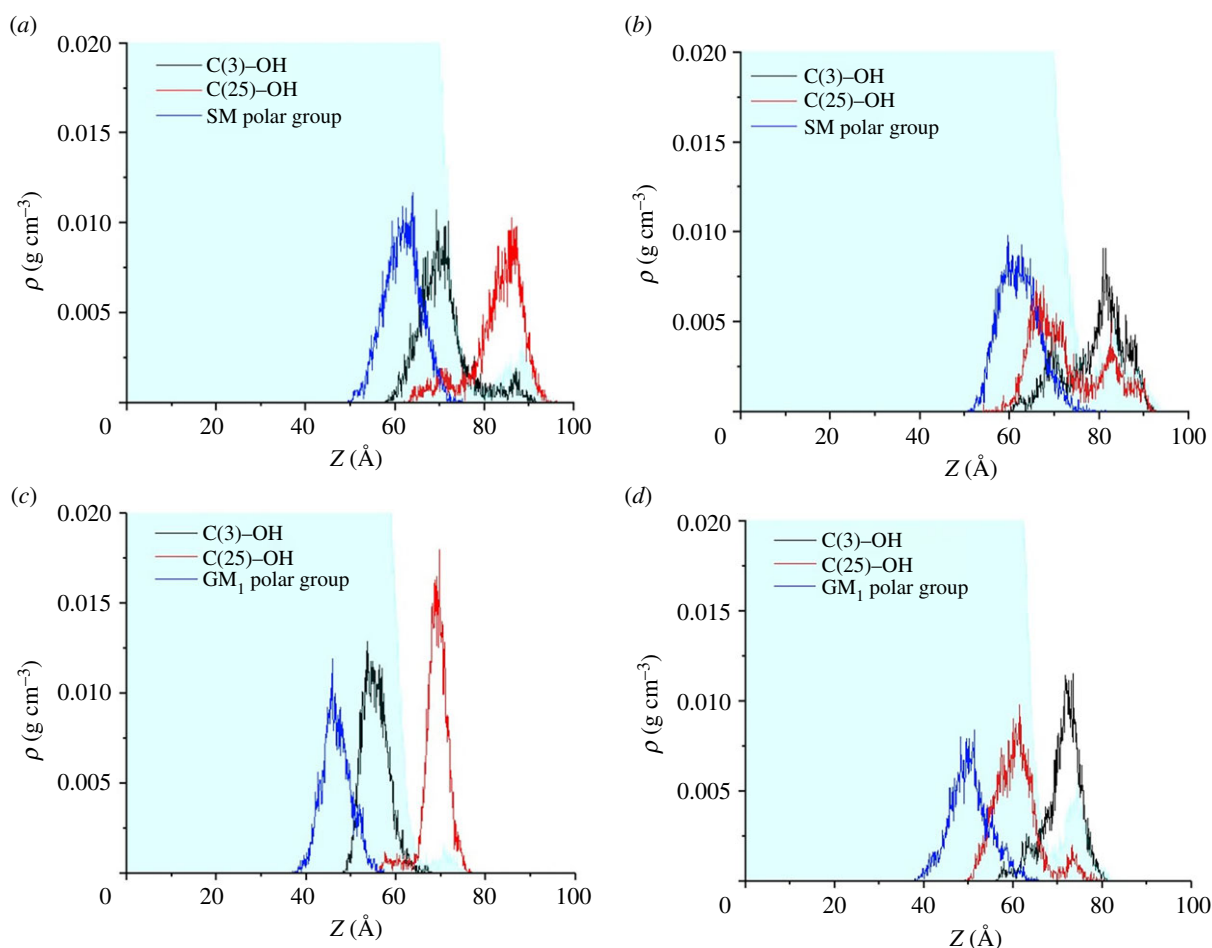 (a)
0.020
0.015
0.010
0.005
ρ (g cm–3)
C(3)–OH
C(25)–OH
SM polar group
0 20 40 60 80 100
Z (Å)
(b)
0.020
0.015
0.010
0.005
ρ (g cm–3)
C(3)–OH
C(25)–OH
SM polar group
0 20 40 60 80 100
Z (Å)
(c)
0.020
0.015
0.010
0.005
ρ (g cm–3)
C(3)–OH
C(25)–OH
GM1 polar group
0 20 40 60 80 100
Z (Å)
(d)
0.020
0.015
0.010
0.005
ρ (g cm–3)
C(3)–OH
C(25)–OH
GM1 polar group
0 20 40 60 80 100
Z (Å)